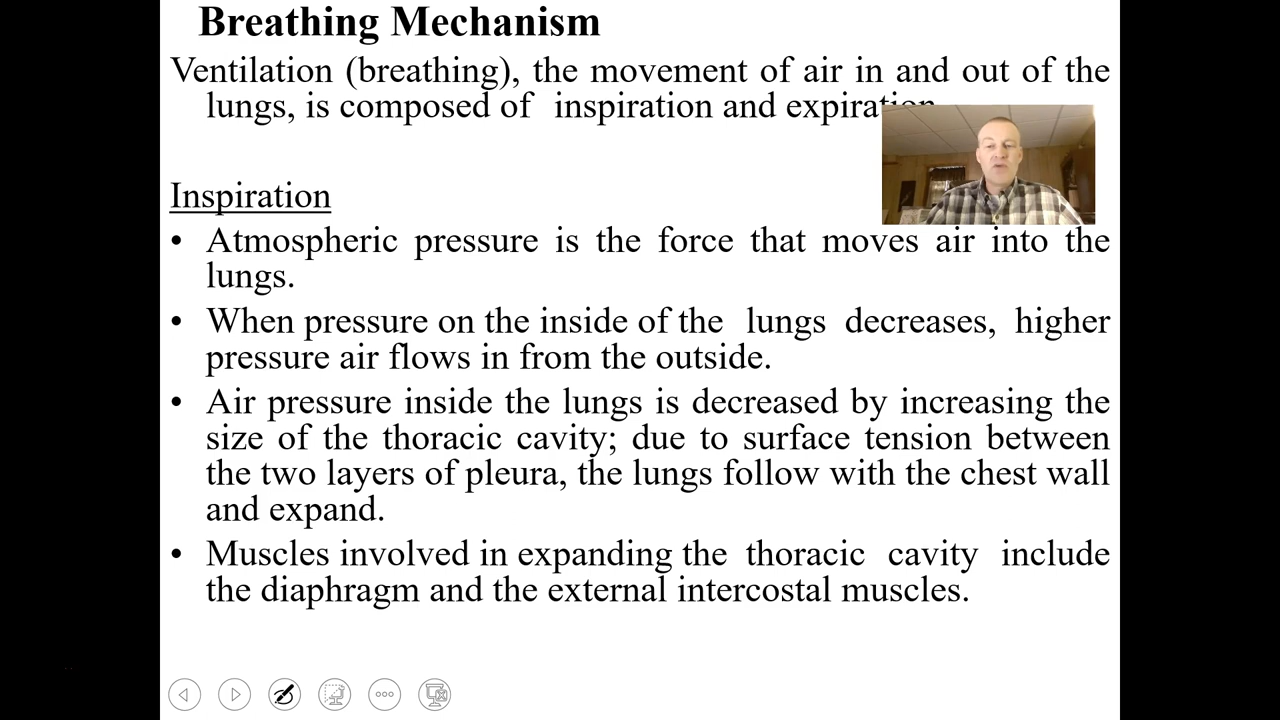 Breathing Mechanism
Ventilation (breathing), the movement of air in and out of the
lungs, is composed of inspiration and expiration
Inspiration
• Atmospheric pressure is the force that moves air into the
lungs.
• When pressure on the inside of the lungs decreases, higher
pressure air flows in from the outside.
• Air pressure inside the lungs is decreased by increasing the
size of the thoracic cavity; due to surface tension between
the two layers of pleura, the lungs follow with the chest wall
and expand.
• Muscles involved in expanding the thoracic cavity include
the diaphragm and the external intercostal muscles.